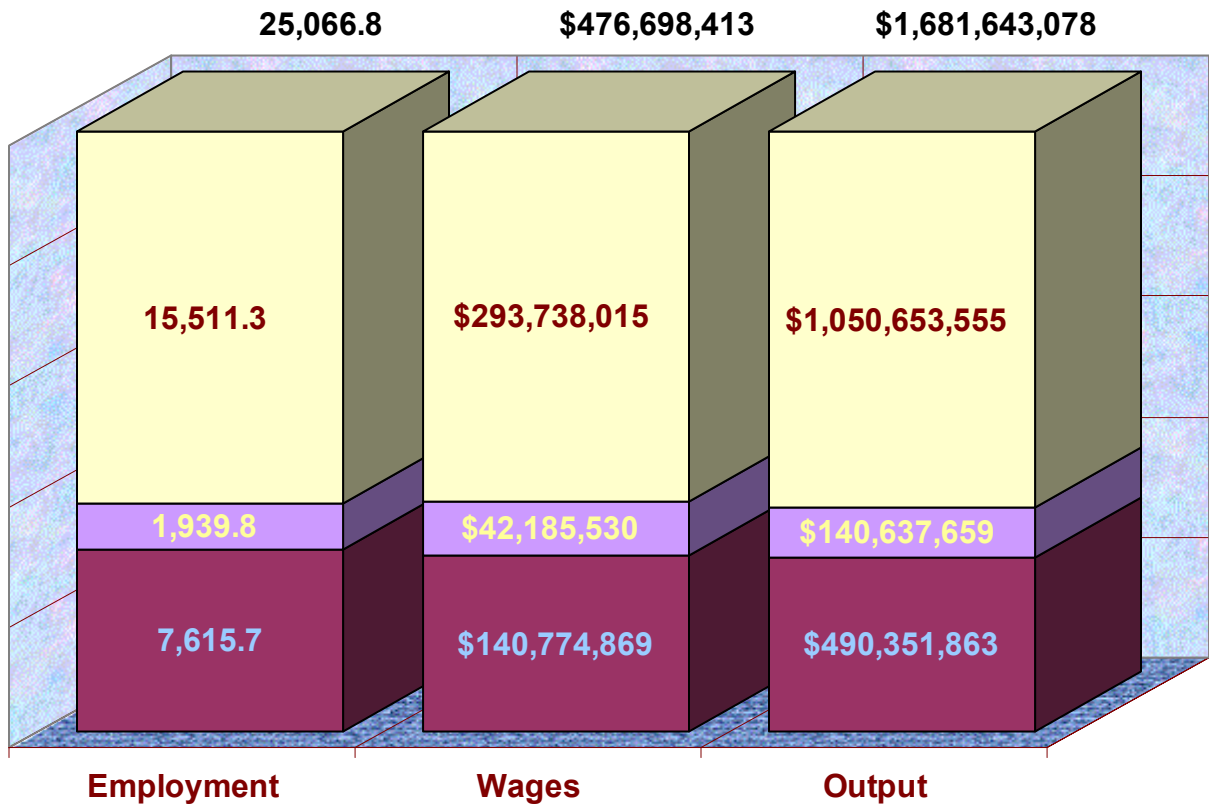 25,066.8 $476,698,413 $1,681,643,078
15,511.3 $293,738,015 $1,050,653,555
1,939.8 $42,185,530 $140,637,659
7,615.7 $140,774,869 $490,351,863
Employment Wages Output